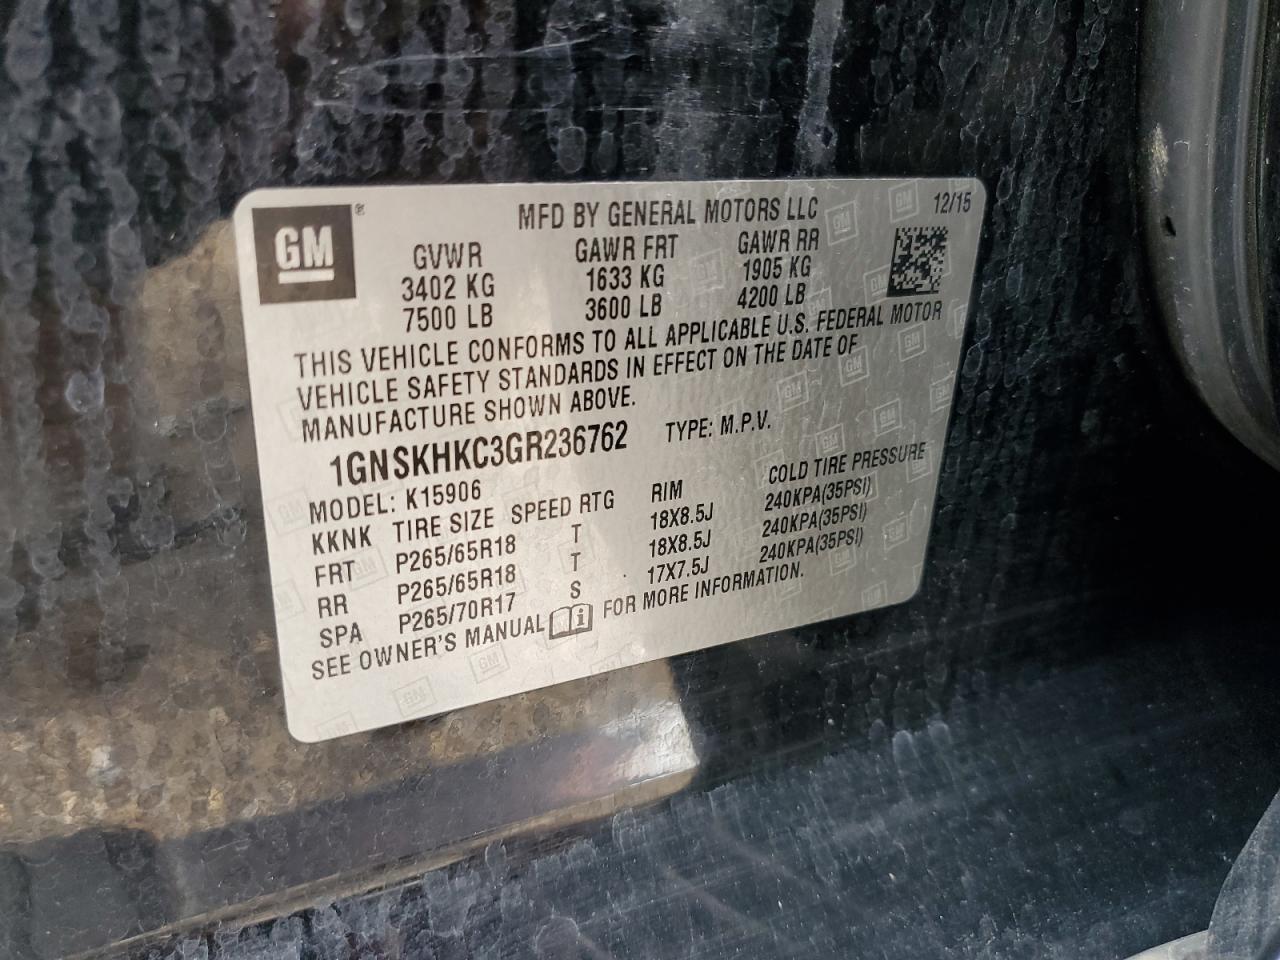 GM ®
MFD BY GENERAL MOTORS LLC 12/15
GVWR GAWR FRT GAWR RR
3402 KG 1633 KG 1905 KG
7500 LB 3600 LB 4200 LB
THIS VEHICLE CONFORMS TO ALL APPLICABLE U.S. FEDERAL MOTOR
VEHICLE SAFETY STANDARDS IN EFFECT ON THE DATE OF
MANUFACTURE SHOWN ABOVE.
1GNSKHKC3GR236762 TYPE: M.P.V.
MODEL: K15906
KKNK TIRE SIZE SPEED RTG RIM COLD TIRE PRESSURE
FRT P265/65R18 T 18X8.5J 240KPA(35PSI)
RR P265/65R18 T 18X8.5J 240KPA(35PSI)
SPA P265/70R17 S 17X7.5J 240KPA(35PSI)
SEE OWNER'S MANUAL i FOR MORE INFORMATION.